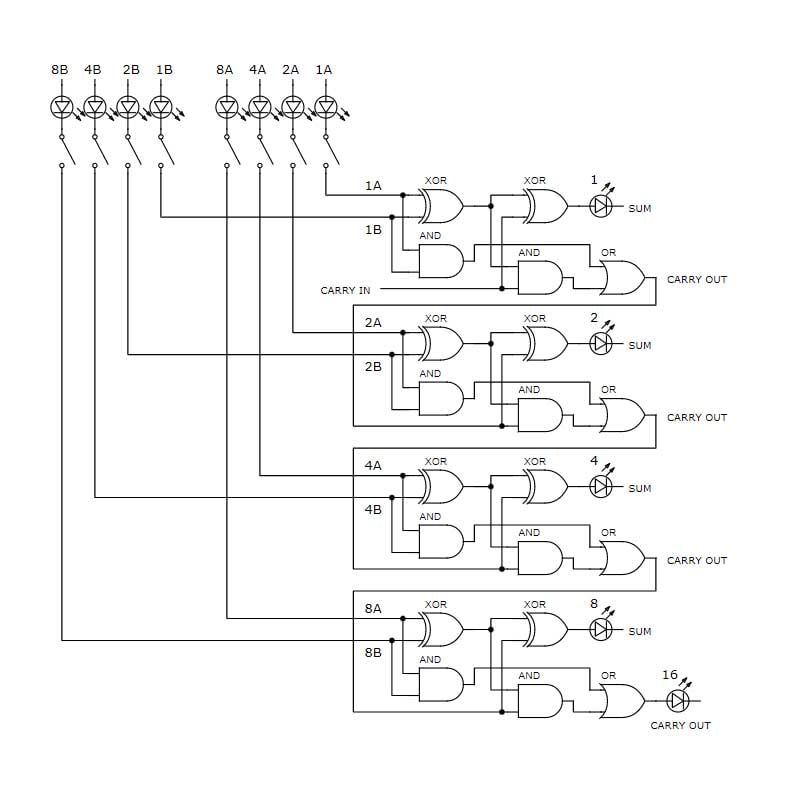 8B 4B 2B 1B 8A 4A 2A 1A
1A XOR XOR 1
SUM
1B
AND
AND OR
CARRY IN
CARRY OUT
2A XOR XOR 2
SUM
2B
AND
AND OR
CARRY OUT
4A XOR XOR 4
SUM
4B
AND
AND OR
CARRY OUT
8A XOR XOR 8
SUM
8B
AND
AND OR 16
CARRY OUT